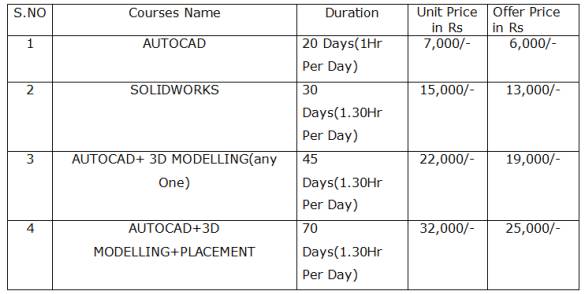 S.NO Courses Name Duration Unit Price Offer Price
in Rs in Rs
1 AUTOCAD 20 Days(1Hr 7,000/- 6,000/-
Per Day)
2 SOLIDWORKS 30 15,000/- 13,000/-
Days(1.30Hr
Per Day)
3 AUTOCAD+ 3D MODELLING(any 45 22,000/- 19,000/-
One) Days(1.30Hr
Per Day)
4 AUTOCAD+3D 70 32,000/- 25,000/-
MODELLING+PLACEMENT Days(1.30Hr
Per Day)